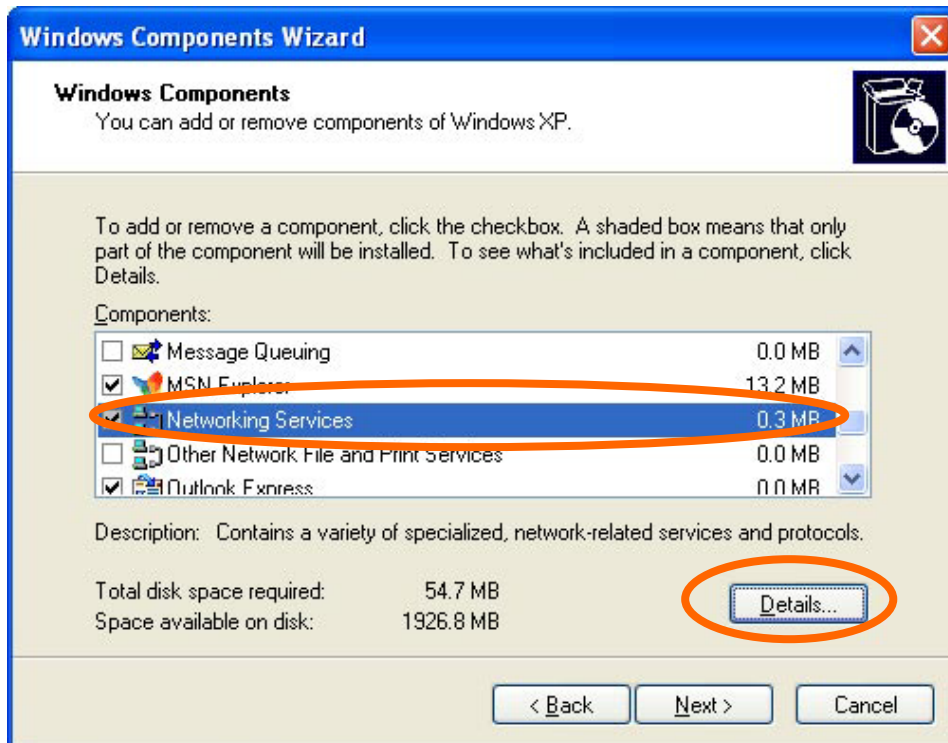 Windows Components Wizard
Windows Components
You can add or remove components of Windows XP.
To add or remove a component, click the checkbox. A shaded box means that only
part of the component will be installed. To see what's included in a component, click
Details.
Components:
Message Queuing 0.0 MB
MSN Explorer 13.2 MB
Networking Services 0.3 MB
Other Network File and Print Services 0.0 MB
Outlook Express 0.0 MB
Description: Contains a variety of specialized, network-related services and protocols.
Total disk space required: 54.7 MB
Space available on disk: 1926.8 MB
Details...
< Back Next > Cancel